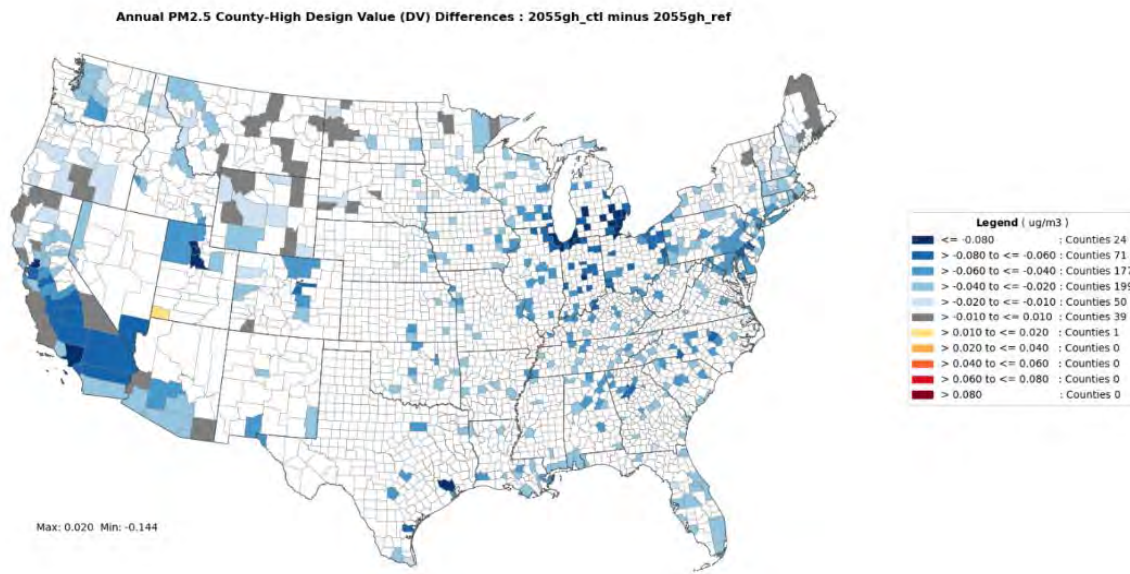 Annual PM2.5 County-High Design Value (DV) Differences : 2055gh_ctl minus 2055gh_ref
Legend ( ug/m3 )
<= -0.080 : Counties 24
> -0.080 to <= -0.060 : Counties 71
> -0.060 to <= -0.040 : Counties 177
> -0.040 to <= -0.020 : Counties 199
> -0.020 to <= -0.010 : Counties 50
> -0.010 to <= 0.010 : Counties 39
> 0.010 to <= 0.020 : Counties 1
> 0.020 to <= 0.040 : Counties 0
> 0.040 to <= 0.060 : Counties 0
> 0.060 to <= 0.080 : Counties 0
> 0.080 : Counties 0
Max: 0.020 Min: -0.144